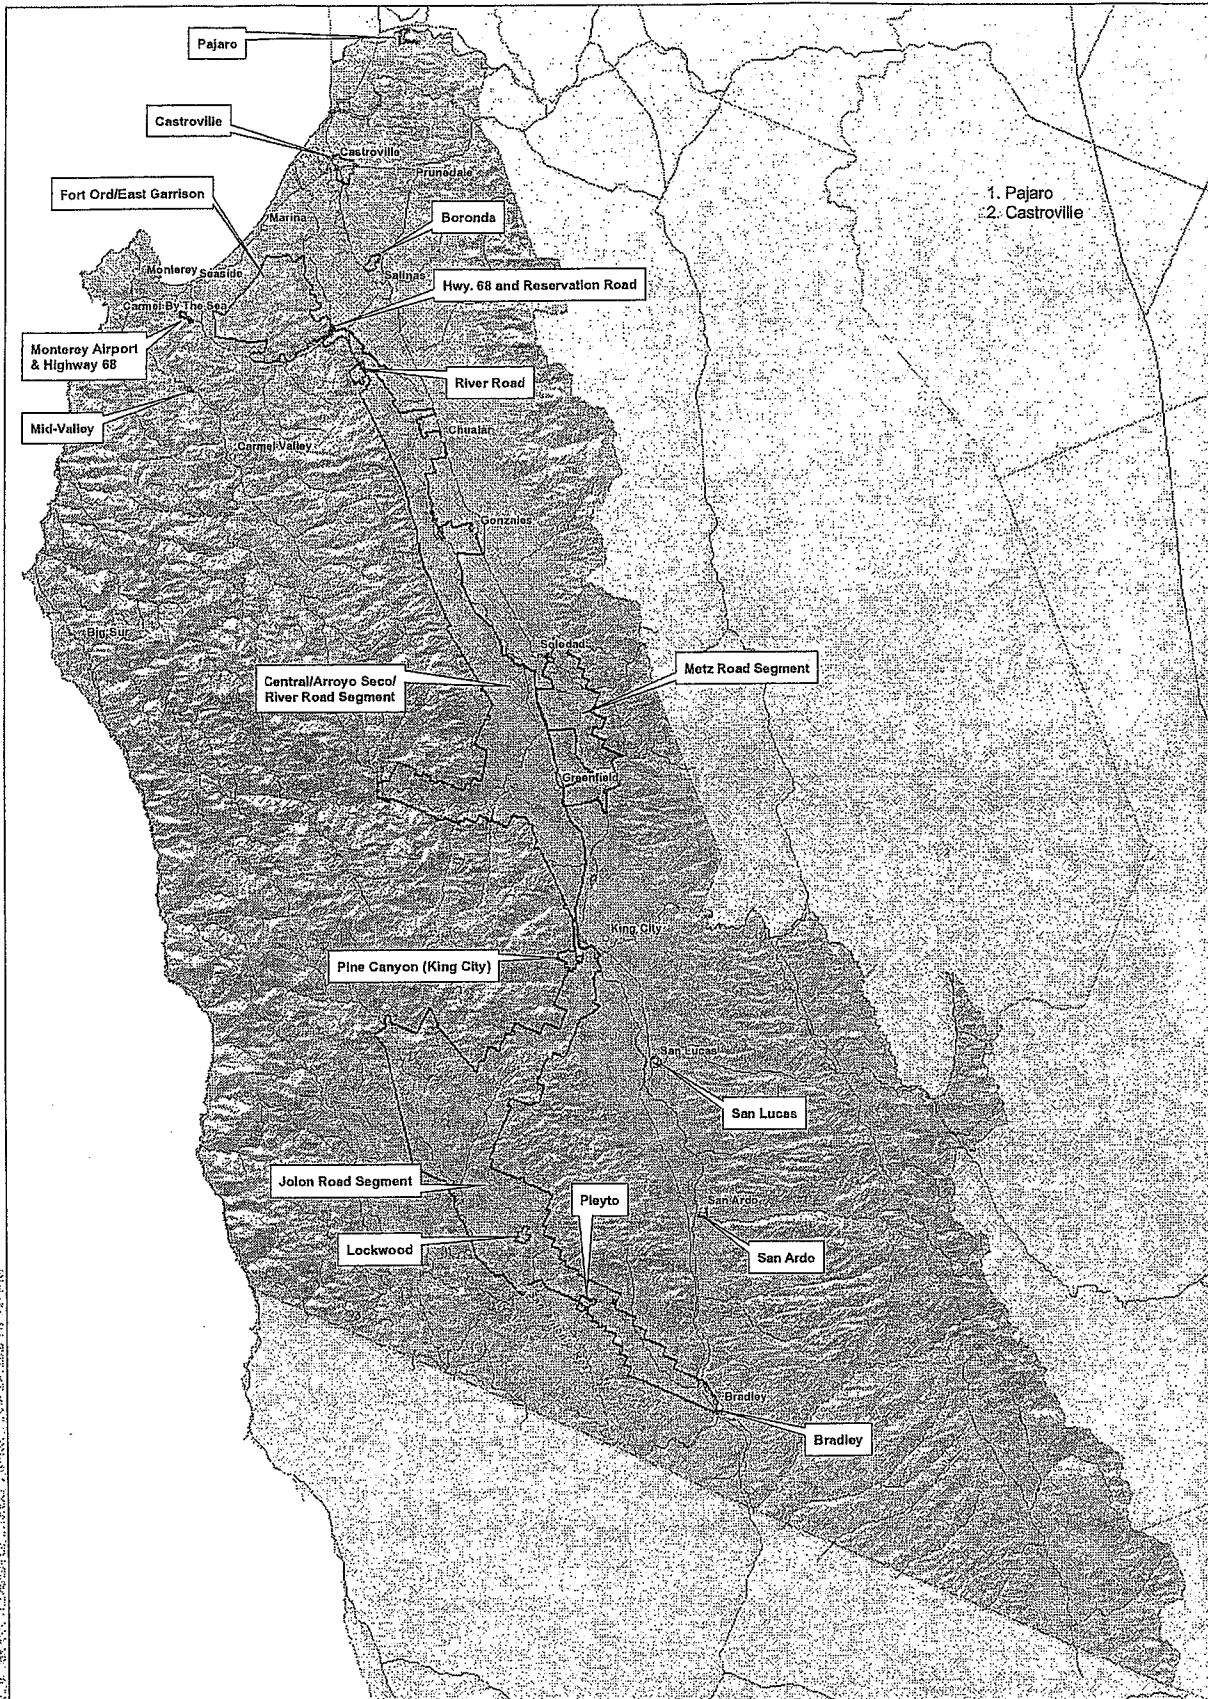 Pajaro
Castroville
Castroville
Prunedale
1. Pajaro
2. Castroville
Fort Ord/East Garrison
Marina
Boronda
Monterey
Seaside
Salinas
Hwy. 68 and Reservation Road
Carmel By The Sea
Monterey Airport
& Highway 68
River Road
Mid-Valley
Chualar
Carmel Valley
Gonzales
Big Sur
Soledad
Central/Arroyo Seco/
River Road Segment
Metz Road Segment
Greenfield
King City
Pine Canyon (King City)
San Lucas
San Lucas
Jolon Road Segment
Pleyto
San Ardo
Lockwood
San Ardo
Bradley
Bradley